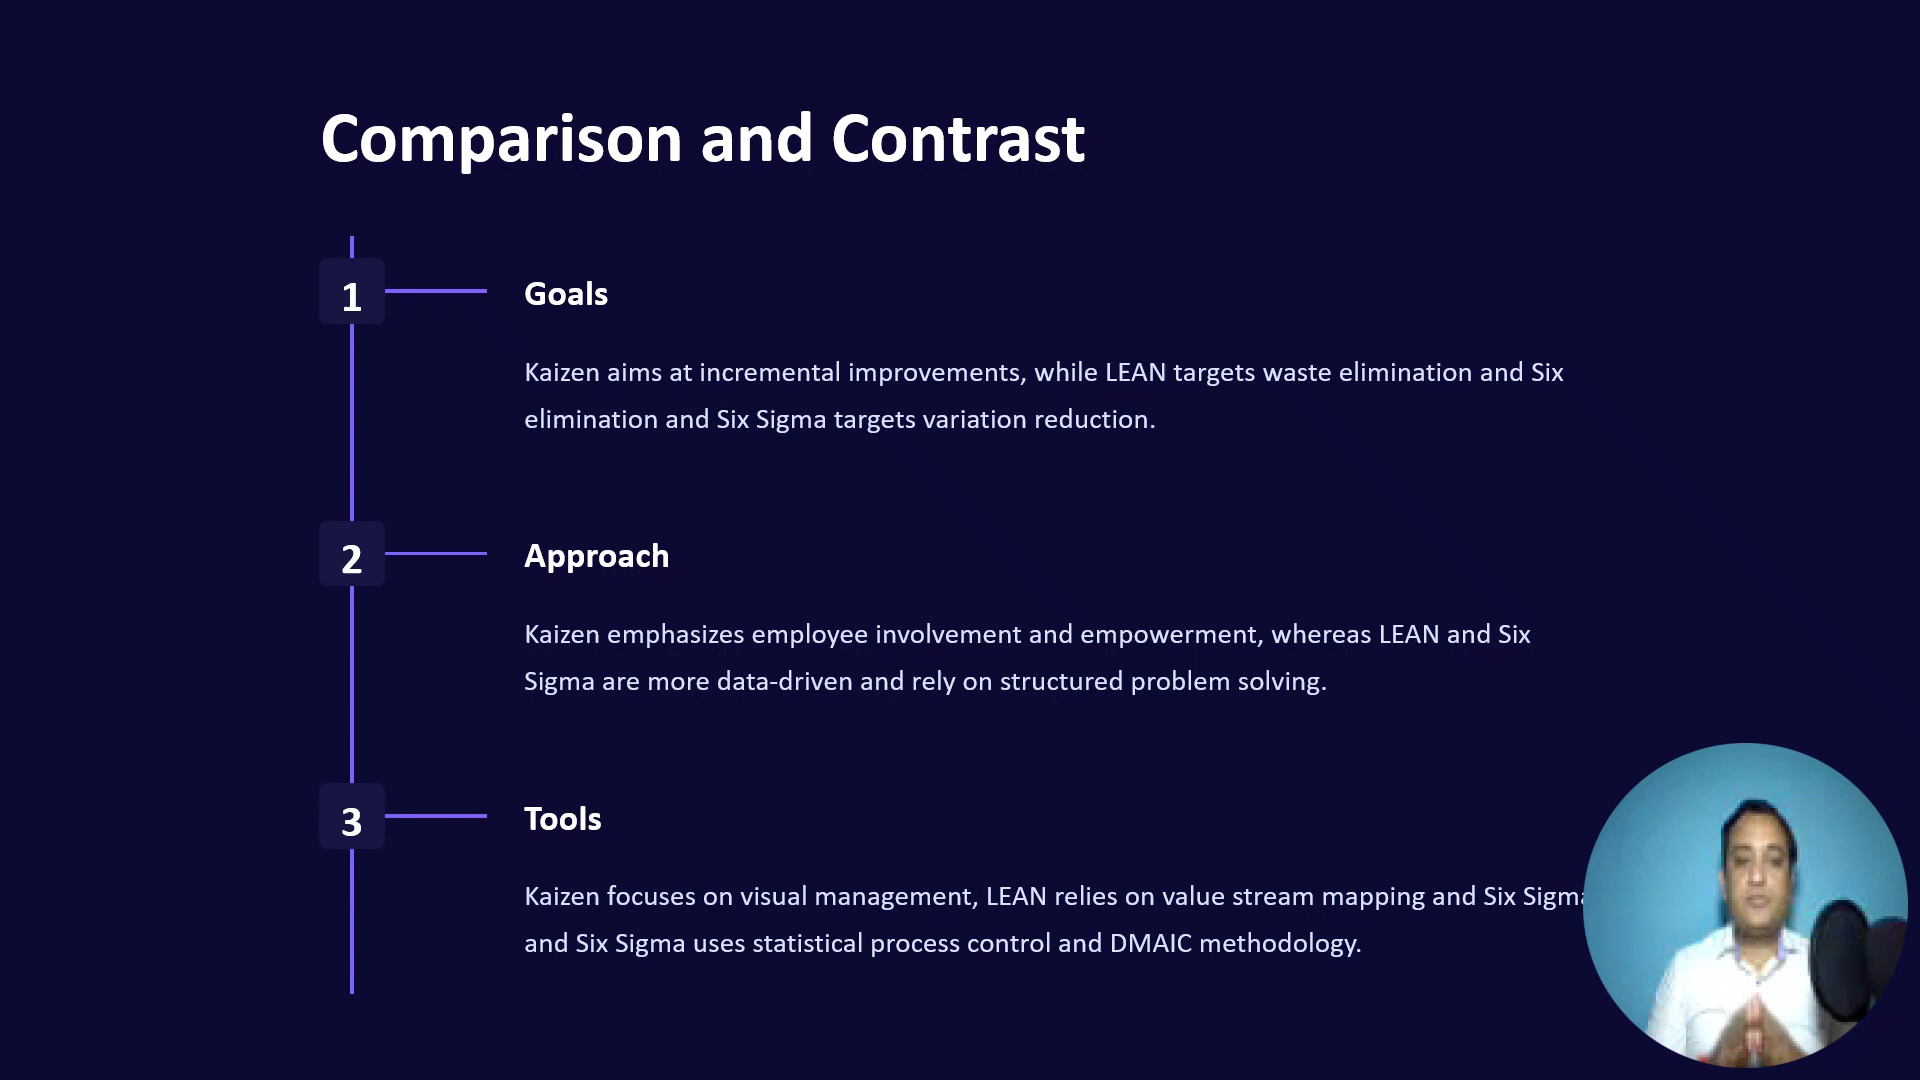 Comparison and Contrast
1
Goals
Kaizen aims at incremental improvements, while LEAN targets waste elimination and Six
elimination and Six Sigma targets variation reduction.
2
Approach
Kaizen emphasizes employee involvement and empowerment, whereas LEAN and Six
Sigma are more data-driven and rely on structured problem solving.
3
Tools
Kaizen focuses on visual management, LEAN relies on value stream mapping and Six Sigma
and Six Sigma uses statistical process control and DMAIC methodology.